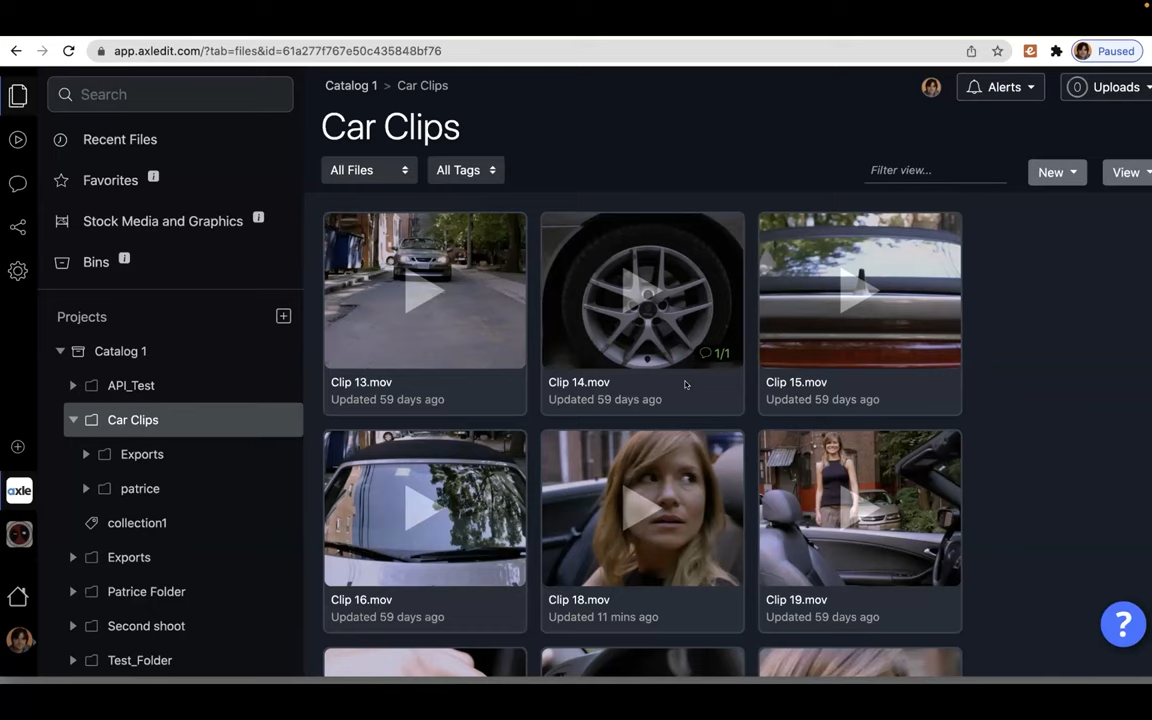 app.axledit.com/?tab=files&id=61a277f767e50c435848bf76
Paused
Search
Recent Files
Favorites
Stock Media and Graphics
Bins
Projects
Catalog 1
API_Test
Car Clips
Exports
patrice
collection1
Exports
Patrice Folder
Second shoot
Test_Folder
axle
Catalog 1 > Car Clips
Alerts
0 Uploads
Car Clips
All Files
All Tags
Filter view...
New
View
1/1
Clip 13.mov
Updated 59 days ago
Clip 14.mov
Updated 59 days ago
Clip 15.mov
Updated 59 days ago
Clip 16.mov
Updated 59 days ago
Clip 18.mov
Updated 11 mins ago
Clip 19.mov
Updated 59 days ago
?